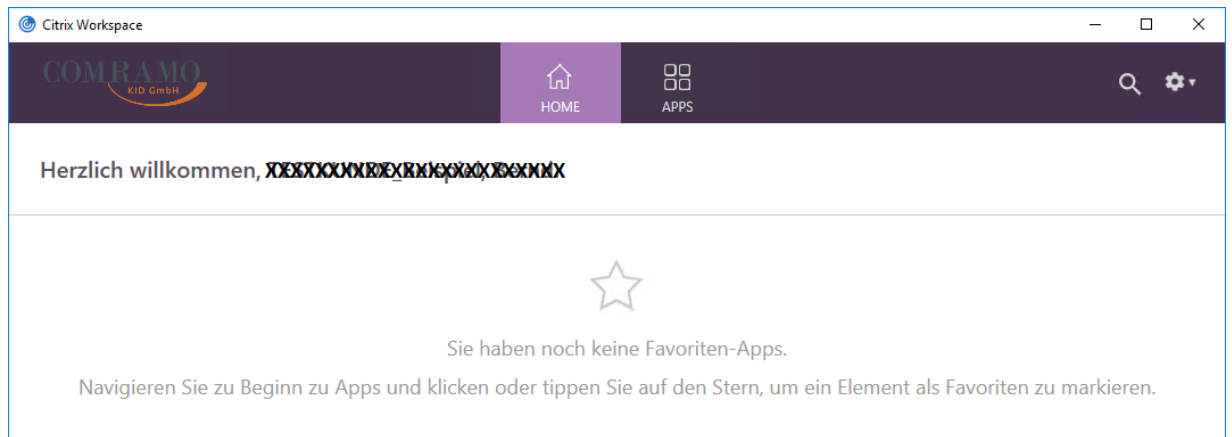 Citrix Workspace
COMRAMO
KID GmbH
HOME
APPS
Herzlich willkommen,
Sie haben noch keine Favoriten-Apps.
Navigieren Sie zu Beginn zu Apps und klicken oder tippen Sie auf den Stern, um ein Element als Favoriten zu markieren.